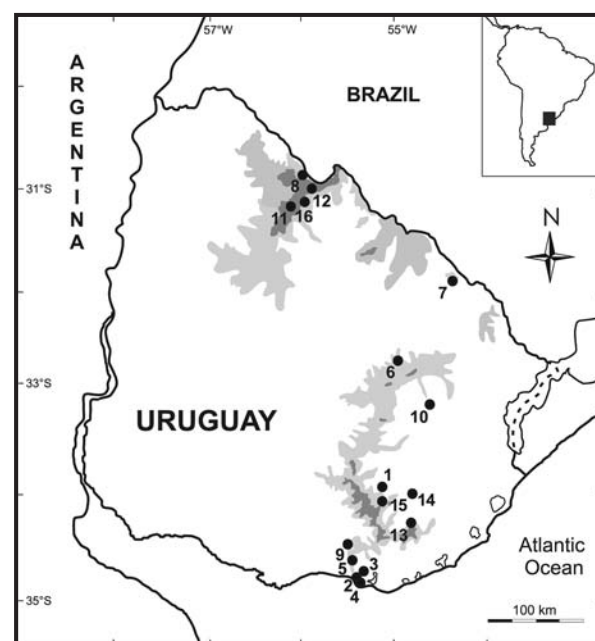 57°W
55°W
ARGENTINA
BRAZIL
31°S
8
12
11
16
N
7
6
33°S
10
URUGUAY
1
14
15
13
9
Atlantic
Ocean
5
3
2
4
35°S
100 km